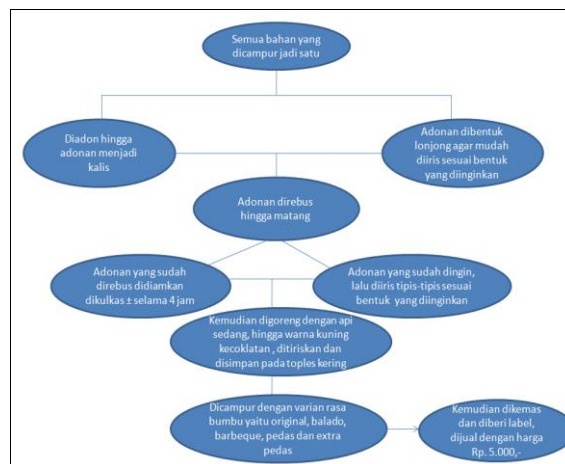 Semua bahan yang
dicampur jadi satu
Diadon hingga
adonan menjadi
kalis
Adonan dibentuk
lonjong agar mudah
diiris sesuai bentuk
yang diinginkan
Adonan direbus
hingga matang
Adonan yang sudah
direbus didiamkan
dikulkas ± selama 4 jam
Adonan yang sudah dingin,
lalu diiris tipis-tipis sesuai
bentuk yang diinginkan
Kemudian digoreng dengan api
sedang, hingga warna kuning
kecoklatan , ditiriskan dan
disimpan pada toples kering
Dicampur dengan varian rasa
bumbu yaitu original, balado,
barbeque, pedas dan extra
pedas
Kemudian dikemas
dan diberi label,
dijual dengan harga
Rp. 5.000,-